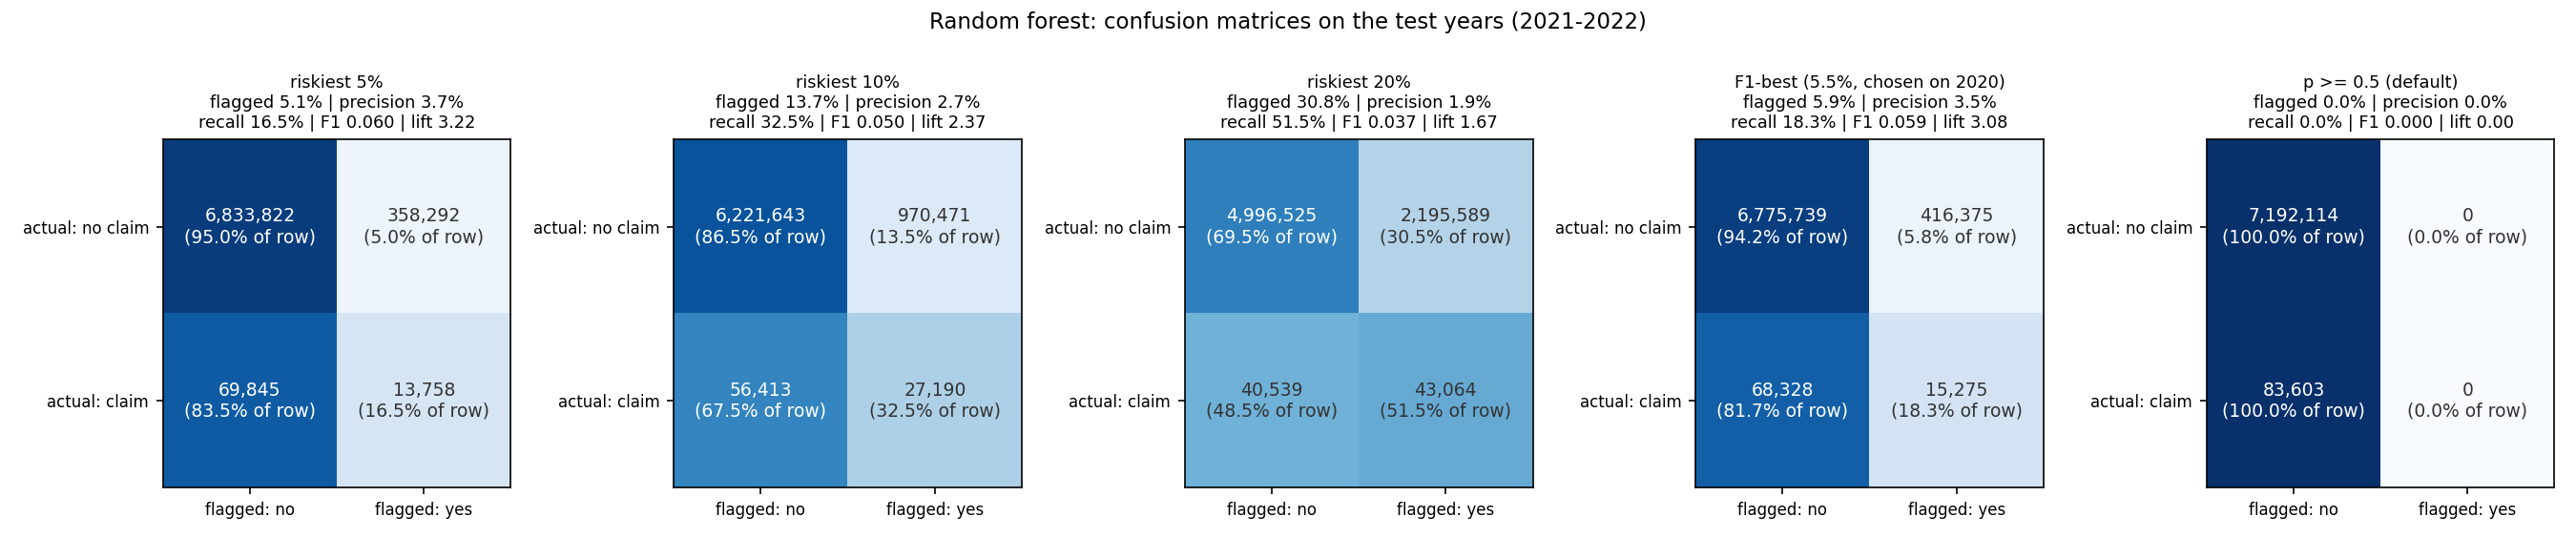 Random forest: confusion matrices on the test years (2021-2022)
riskiest 5%
flagged 5.1% | precision 3.7%
recall 16.5% | F1 0.060 | lift 3.22
actual: no claim
6,833,822
(95.0% of row)
358,292
(5.0% of row)
actual: claim
69,845
(83.5% of row)
13,758
(16.5% of row)
flagged: no
flagged: yes
riskiest 10%
flagged 13.7% | precision 2.7%
recall 32.5% | F1 0.050 | lift 2.37
actual: no claim
6,221,643
(86.5% of row)
970,471
(13.5% of row)
actual: claim
56,413
(67.5% of row)
27,190
(32.5% of row)
flagged: no
flagged: yes
riskiest 20%
flagged 30.8% | precision 1.9%
recall 51.5% | F1 0.037 | lift 1.67
actual: no claim
4,996,525
(69.5% of row)
2,195,589
(30.5% of row)
actual: claim
40,539
(48.5% of row)
43,064
(51.5% of row)
flagged: no
flagged: yes
F1-best (5.5%, chosen on 2020)
flagged 5.9% | precision 3.5%
recall 18.3% | F1 0.059 | lift 3.08
actual: no claim
6,775,739
(94.2% of row)
416,375
(5.8% of row)
actual: claim
68,328
(81.7% of row)
15,275
(18.3% of row)
flagged: no
flagged: yes
p >= 0.5 (default)
flagged 0.0% | precision 0.0%
recall 0.0% | F1 0.000 | lift 0.00
actual: no claim
7,192,114
(100.0% of row)
0
(0.0% of row)
actual: claim
83,603
(100.0% of row)
0
(0.0% of row)
flagged: no
flagged: yes